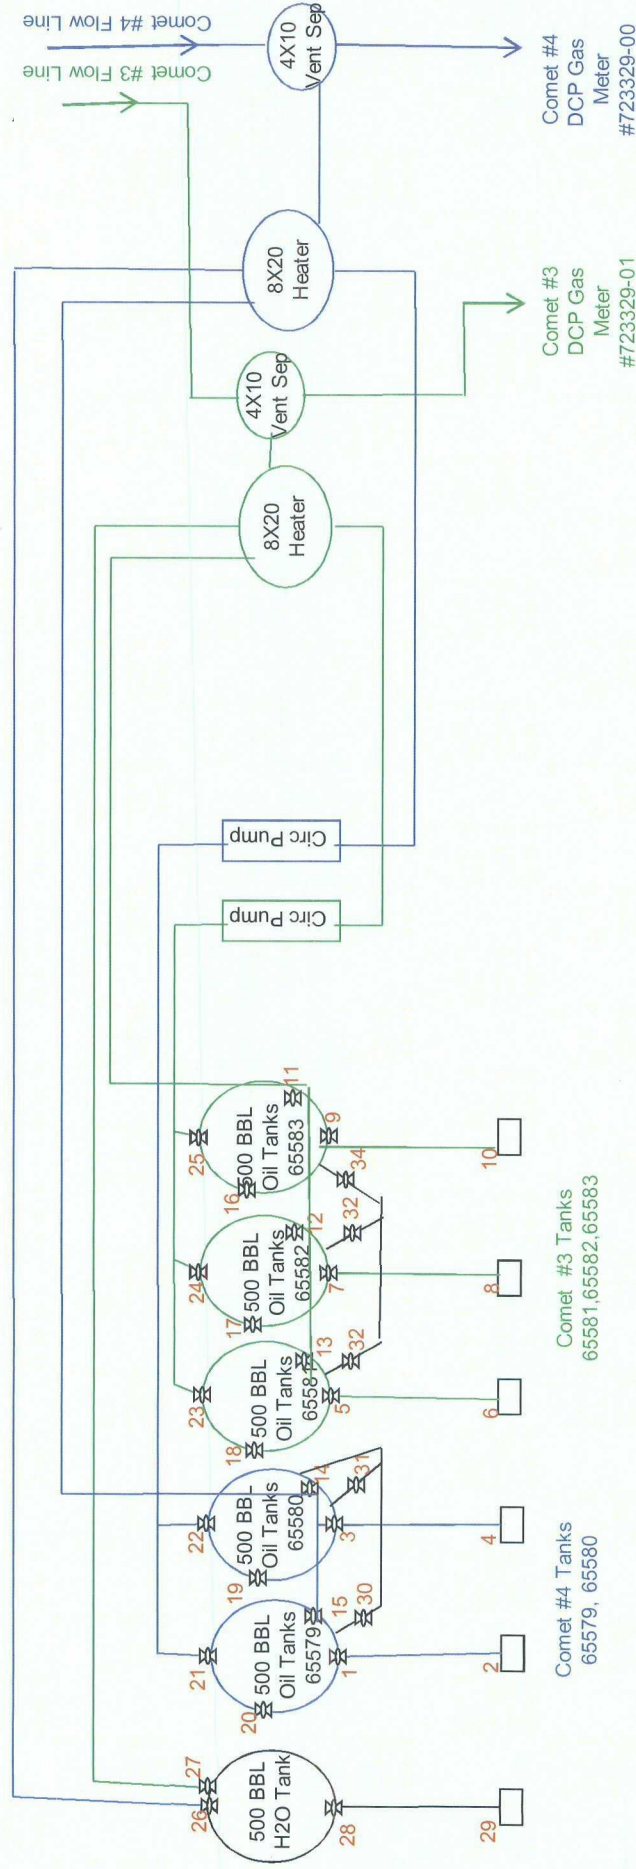 Comet #4 Flow Line
Comet #3 Flow Line
4X10
Vent Sep
Comet #4
DCP Gas
Meter
#723329-00
8X20
Heater
4X10
Vent Sep
Comet #3
DCP Gas
Meter
#723329-01
8X20
Heater
Circ Pump
Circ Pump
25
16
500 BBL
Oil Tanks
65583
11
9
34
10
24
17
500 BBL
Oil Tanks
65582
12
7
32
8
23
18
500 BBL
Oil Tanks
65581
13
5
32
6
Comet #3 Tanks
65581,65582,65583
22
19
500 BBL
Oil Tanks
65580
14
3
31
4
21
20
500 BBL
Oil Tanks
65579
15
1
30
2
Comet #4 Tanks
65579, 65580
27
26
500 BBL
H2O Tank
28
29